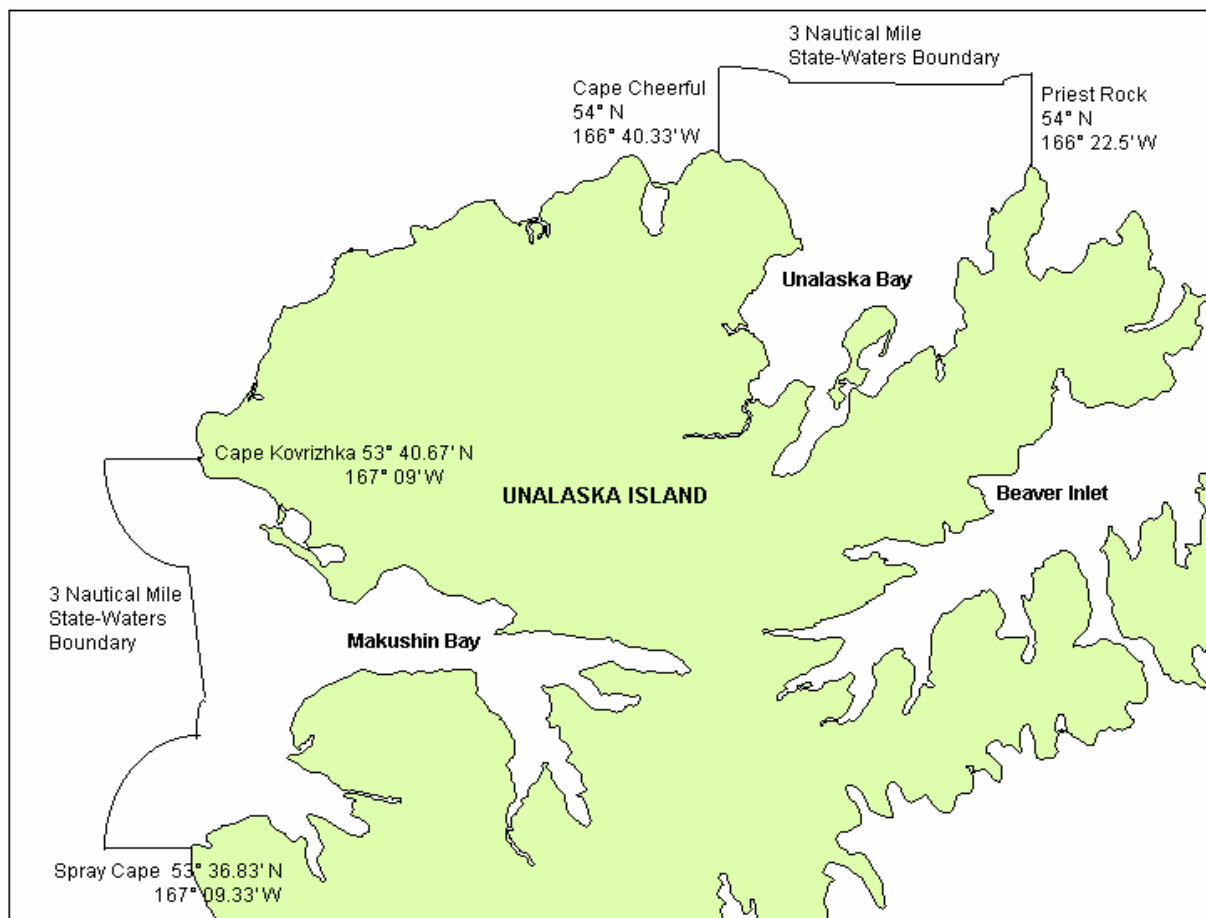 3 Nautical Mile
State-Waters Boundary
Cape Cheerful
54° N
166° 40.33' W
Priest Rock
54° N
166° 22.5' W
Unalaska Bay
Cape Kovrizhka 53° 40.67' N
167° 09' W
UNALASKA ISLAND
Beaver Inlet
3 Nautical Mile
State-Waters
Boundary
Makushin Bay
Spray Cape 53° 36.83' N
167° 09.33' W